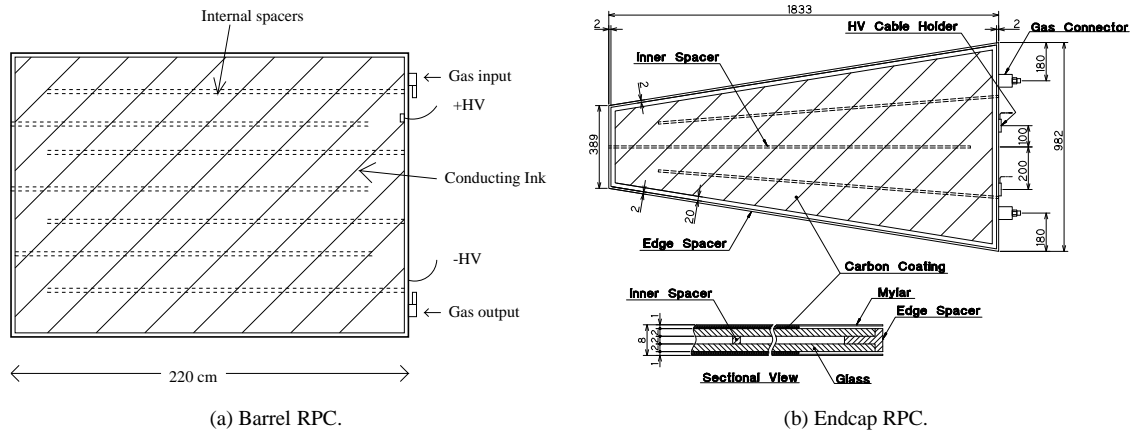 Internal spacers
Gas input
+HV
Conducting Ink
-HV
Gas output
220 cm
(a) Barrel RPC.
1833
2
2
HV Cable Holder
Gas Connector
Inner Spacer
180
2
389
100
982
200
2
20
180
Edge Spacer
Carbon Coating
Inner Spacer
Mylar
Edge Spacer
1
8
2
2
2
1
Sectional View
Glass
(b) Endcap RPC.